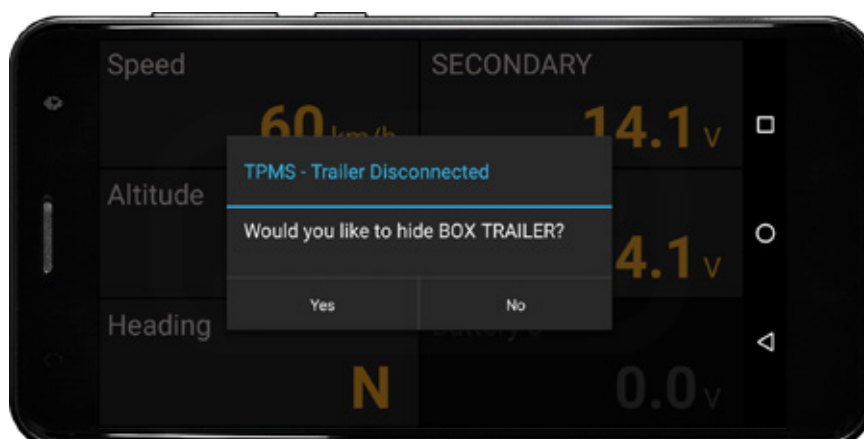 Speed
SECONDARY
60 km/h
14.1 V
TPMS - Trailer Disconnected
Altitude
Would you like to hide BOX TRAILER?
4.1 V
Yes
No
Heading
N
0.0 V